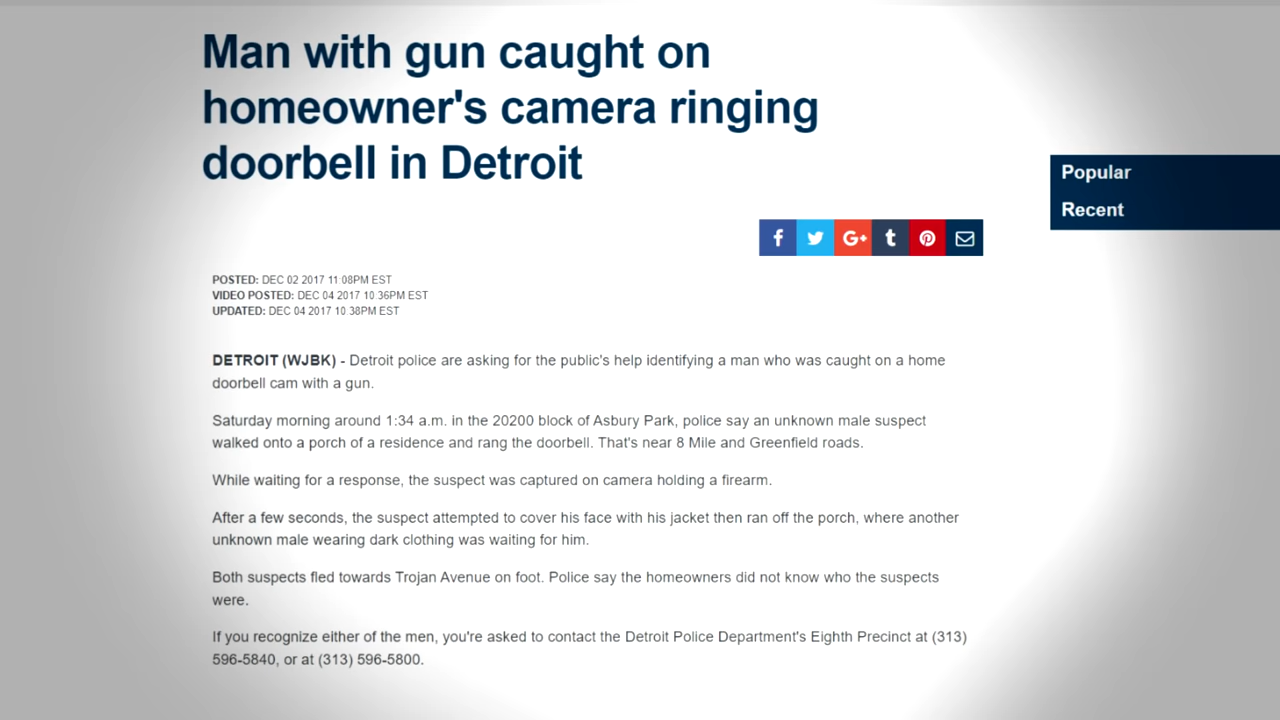 Man with gun caught on
homeowner's camera ringing
doorbell in Detroit
Popular
Recent
f G+ t
POSTED: DEC 02 2017 11:08PM EST
VIDEO POSTED: DEC 04 2017 10:36PM EST
UPDATED: DEC 04 2017 10:38PM EST
DETROIT (WJBK) - Detroit police are asking for the public's help identifying a man who was caught on a home
doorbell cam with a gun.
Saturday morning around 1:34 a.m. in the 20200 block of Asbury Park, police say an unknown male suspect
walked onto a porch of a residence and rang the doorbell. That's near 8 Mile and Greenfield roads.
While waiting for a response, the suspect was captured on camera holding a firearm.
After a few seconds, the suspect attempted to cover his face with his jacket then ran off the porch, where another
unknown male wearing dark clothing was waiting for him.
Both suspects fled towards Trojan Avenue on foot. Police say the homeowners did not know who the suspects
were.
If you recognize either of the men, you're asked to contact the Detroit Police Department's Eighth Precinct at (313)
596-5840, or at (313) 596-5800.